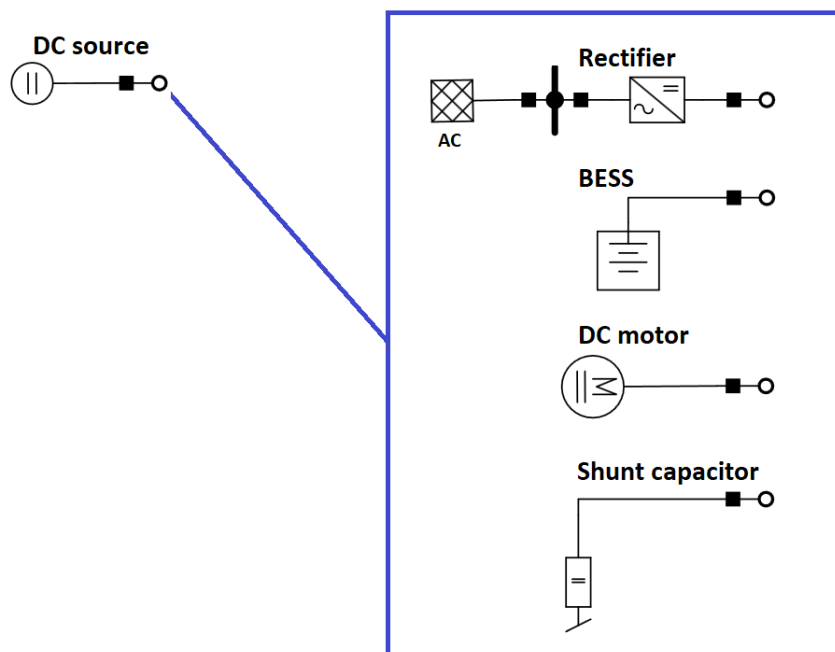 DC source
Rectifier
AC
BESS
DC motor
Shunt capacitor